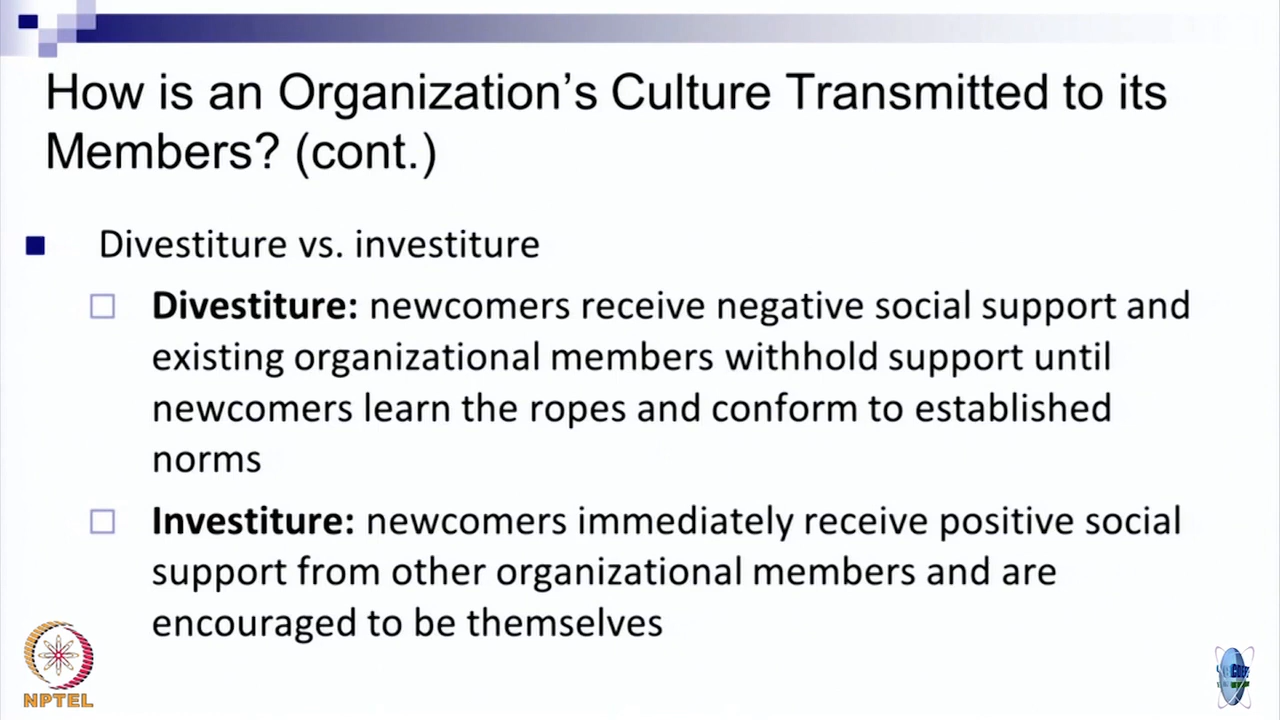 How is an Organization's Culture Transmitted to its
Members? (cont.)
Divestiture vs. investiture
Divestiture: newcomers receive negative social support and
existing organizational members withhold support until
newcomers learn the ropes and conform to established
norms
Investiture: newcomers immediately receive positive social
support from other organizational members and are
encouraged to be themselves
NPTEL